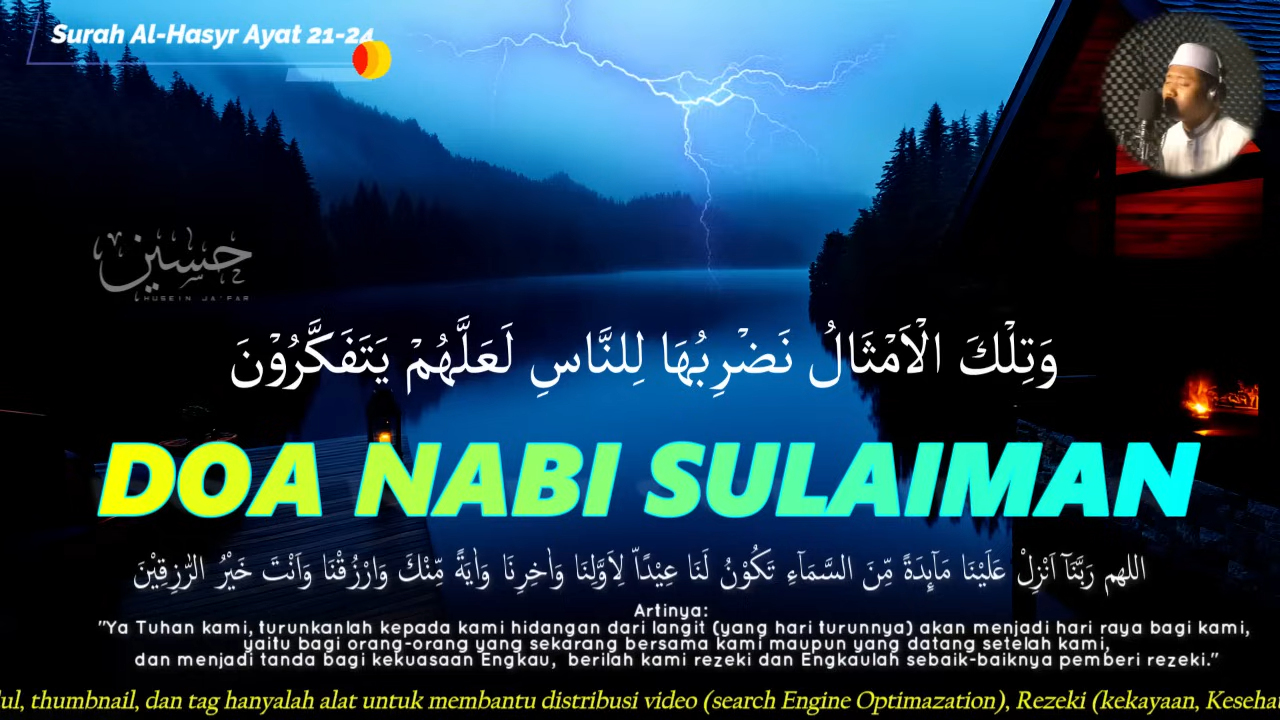 Surah Al-Hasyr Ayat 21-24
حسين
HUSEIN JA'FAR
وَتِلْكَ الْاَمْثَالُ نَضْرِبُهَا لِلنَّاسِ لَعَلَّهُمْ يَتَفَكَّرُوْنَ
DOA NABI SULAIMAN
اللهم رَبَّنَآ اَنْزِلْ عَلَيْنَا مَآىِٕدَةً مِّنَ السَّمَآءِ تَكُوْنُ لَنَا عِيْدًا لِّاَوَّلِنَا وَاٰخِرِنَا وَاٰيَةً مِّنْكَ وَارْزُقْنَا وَاَنْتَ خَيْرُ الرّٰزِقِيْنَ
Artinya:
"Ya Tuhan kami, turunkanlah kepada kami hidangan dari langit (yang hari turunnya) akan menjadi hari raya bagi kami,
yaitu bagi orang-orang yang sekarang bersama kami maupun yang datang setelah kami,
dan menjadi tanda bagi kekuasaan Engkau, berilah kami rezeki dan Engkaulah sebaik-baiknya pemberi rezeki."
thumbnail, dan tag hanyalah alat untuk membantu distribusi video (search Engine Optimazation), Rezeki (kekayaan,